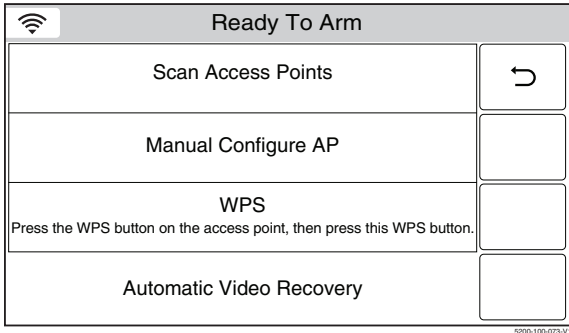 Ready To Arm
Scan Access Points
Manual Configure AP
WPS
Press the WPS button on the access point, then press this WPS button.
Automatic Video Recovery
5200-100-073-V